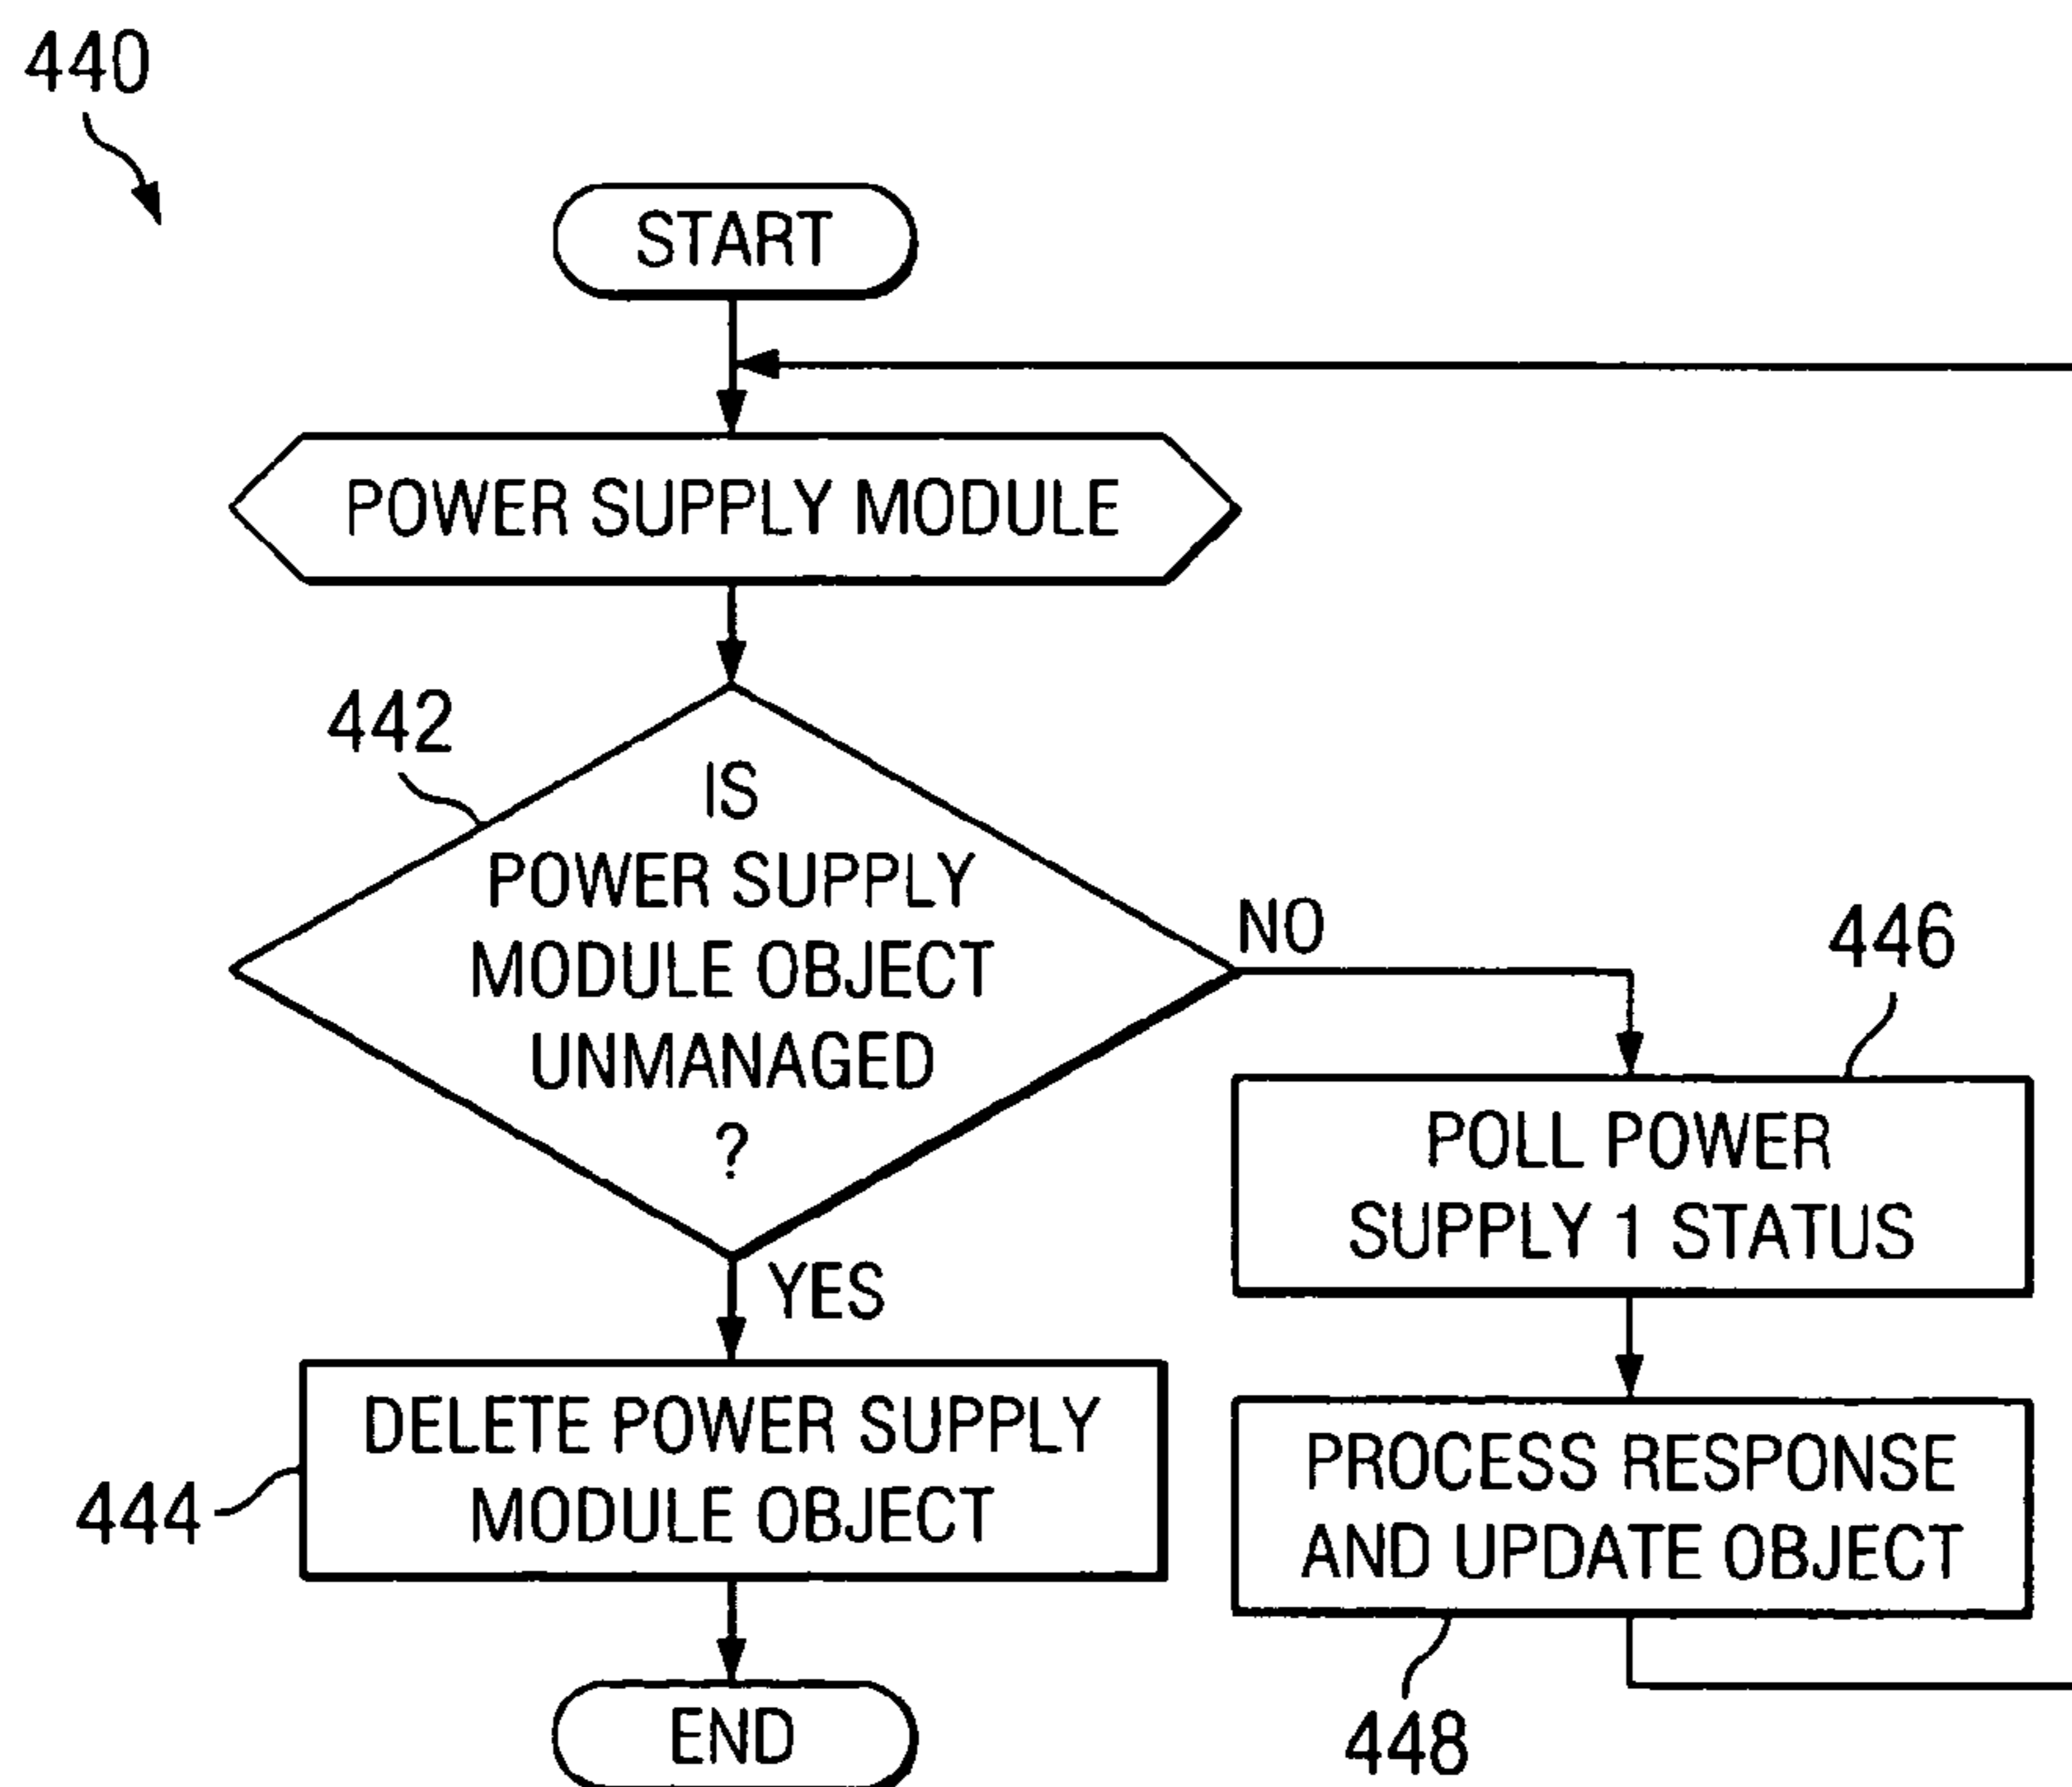 440
START
POWER SUPPLY MODULE
442
IS
POWER SUPPLY
MODULE OBJECT
UNMANAGED
?
NO
446
POLL POWER
SUPPLY 1 STATUS
YES
DELETE POWER SUPPLY
MODULE OBJECT
444
PROCESS RESPONSE
AND UPDATE OBJECT
448
END